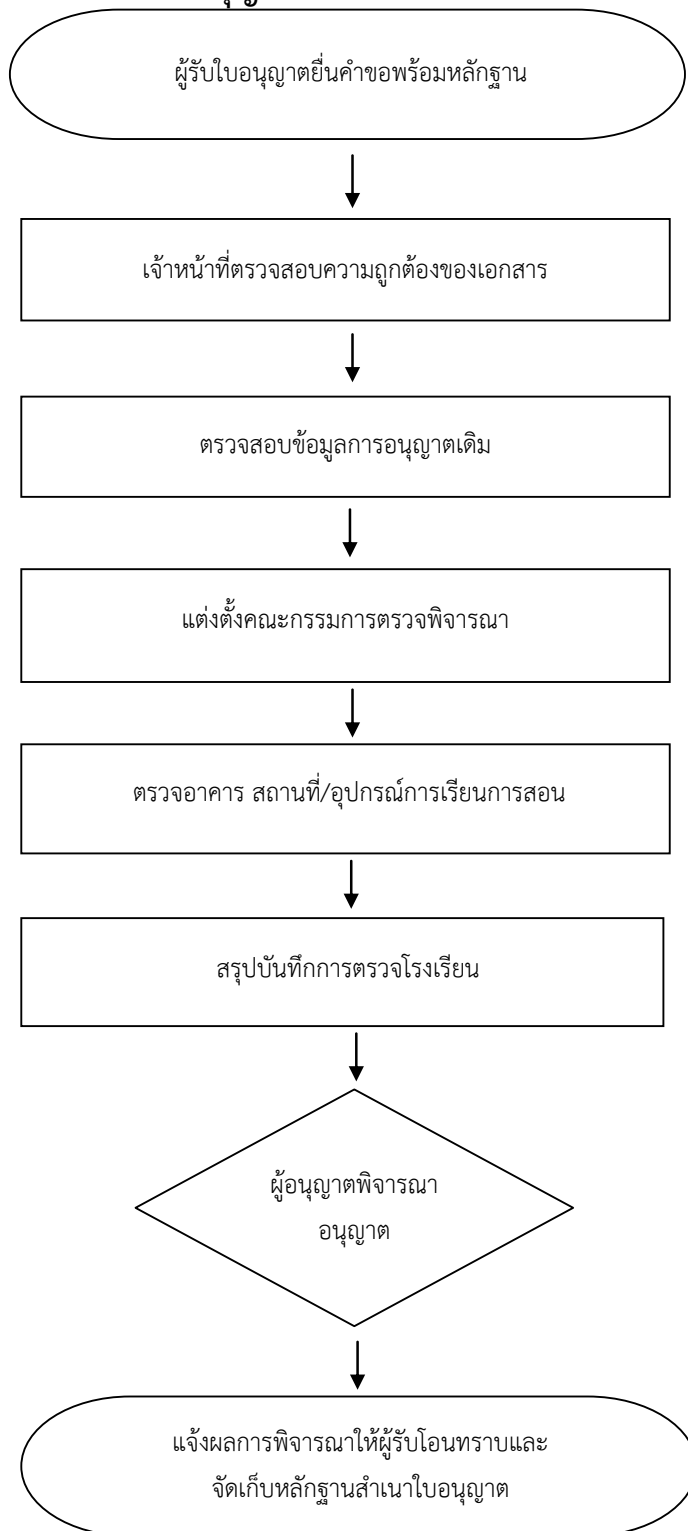 ผู้รับใบอนุญาตยื่นคำขอพร้อมหลักฐาน
เจ้าหน้าที่ตรวจสอบความถูกต้องของเอกสาร
ตรวจสอบข้อมูลการอนุญาตเดิม
แต่งตั้งคณะกรรมการตรวจพิจารณา
ตรวจอาคาร สถานที่/อุปกรณ์การเรียนการสอน
สรุปบันทึกการตรวจโรงเรียน
ผู้อนุญาตพิจารณา
อนุญาต
แจ้งผลการพิจารณาให้ผู้รับโอนทราบและ
จัดเก็บหลักฐานสำเนาใบอนุญาต